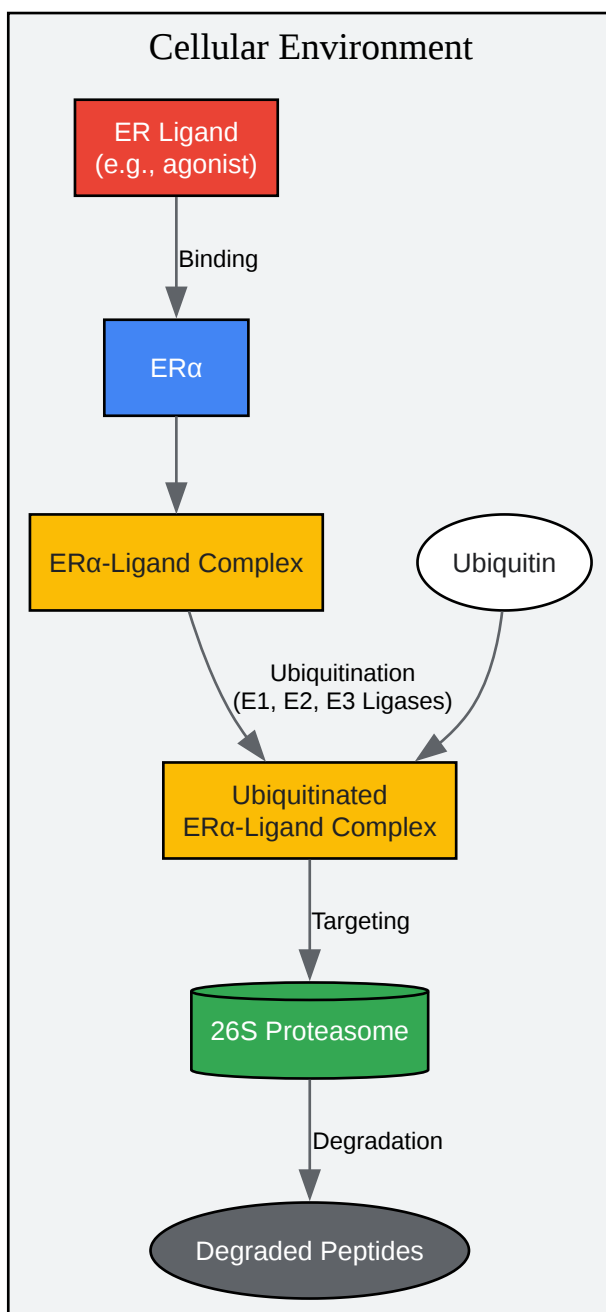 Cellular Environment
ER Ligand
(e.g., agonist)
Binding
ERα
ERα-Ligand Complex
Ubiquitin
Ubiquitination
(E1, E2, E3 Ligases)
Ubiquitinated
ERα-Ligand Complex
Targeting
26S Proteasome
Degradation
Degraded Peptides